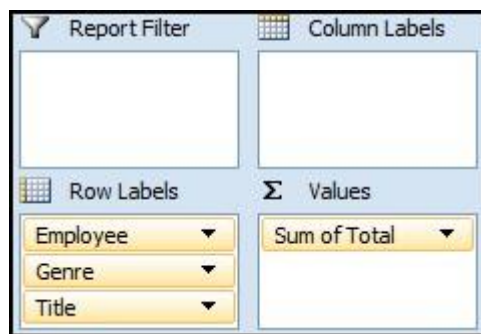 Report Filter
Column Labels
Row Labels
Employee
Genre
Title
Σ Values
Sum of Total